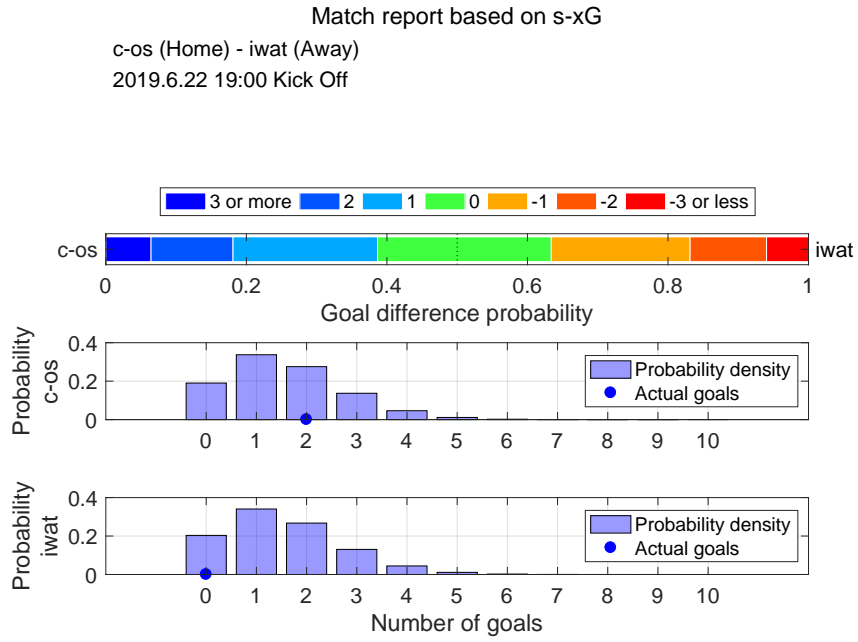 Match report based on s-xG
c-os (Home) - iwat (Away)
2019.6.22 19:00 Kick Off
3 or more 2 1 0 -1 -2 -3 or less
c-os iwat
0 0.2 0.4 0.6 0.8 1
Goal difference probability
Probability
c-os
0.4
0.2
0
Probability density
Actual goals
0 1 2 3 4 5 6 7 8 9 10
Probability
iwat
0.4
0.2
0
Probability density
Actual goals
0 1 2 3 4 5 6 7 8 9 10
Number of goals